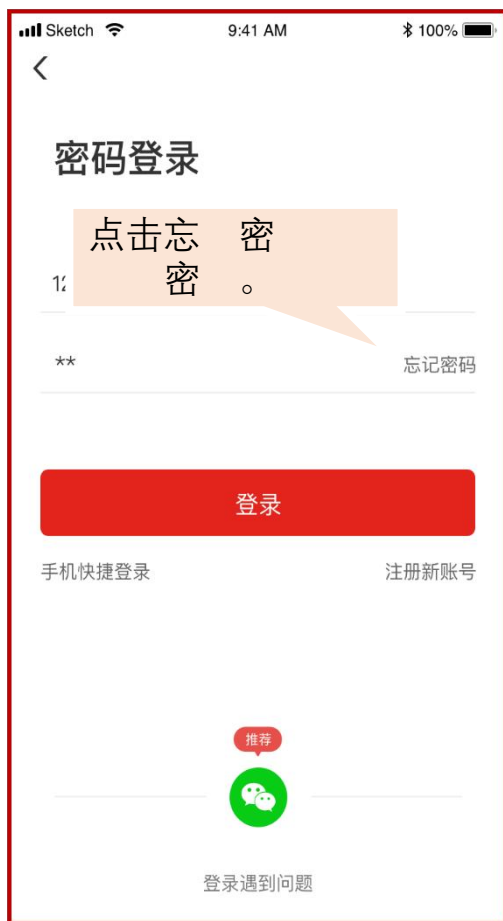 Sketch 9:41 AM 100%
密码登录
点击忘 密
密 。
12
** 忘记密码
登录
手机快捷登录 注册新账号
推荐
登录遇到问题